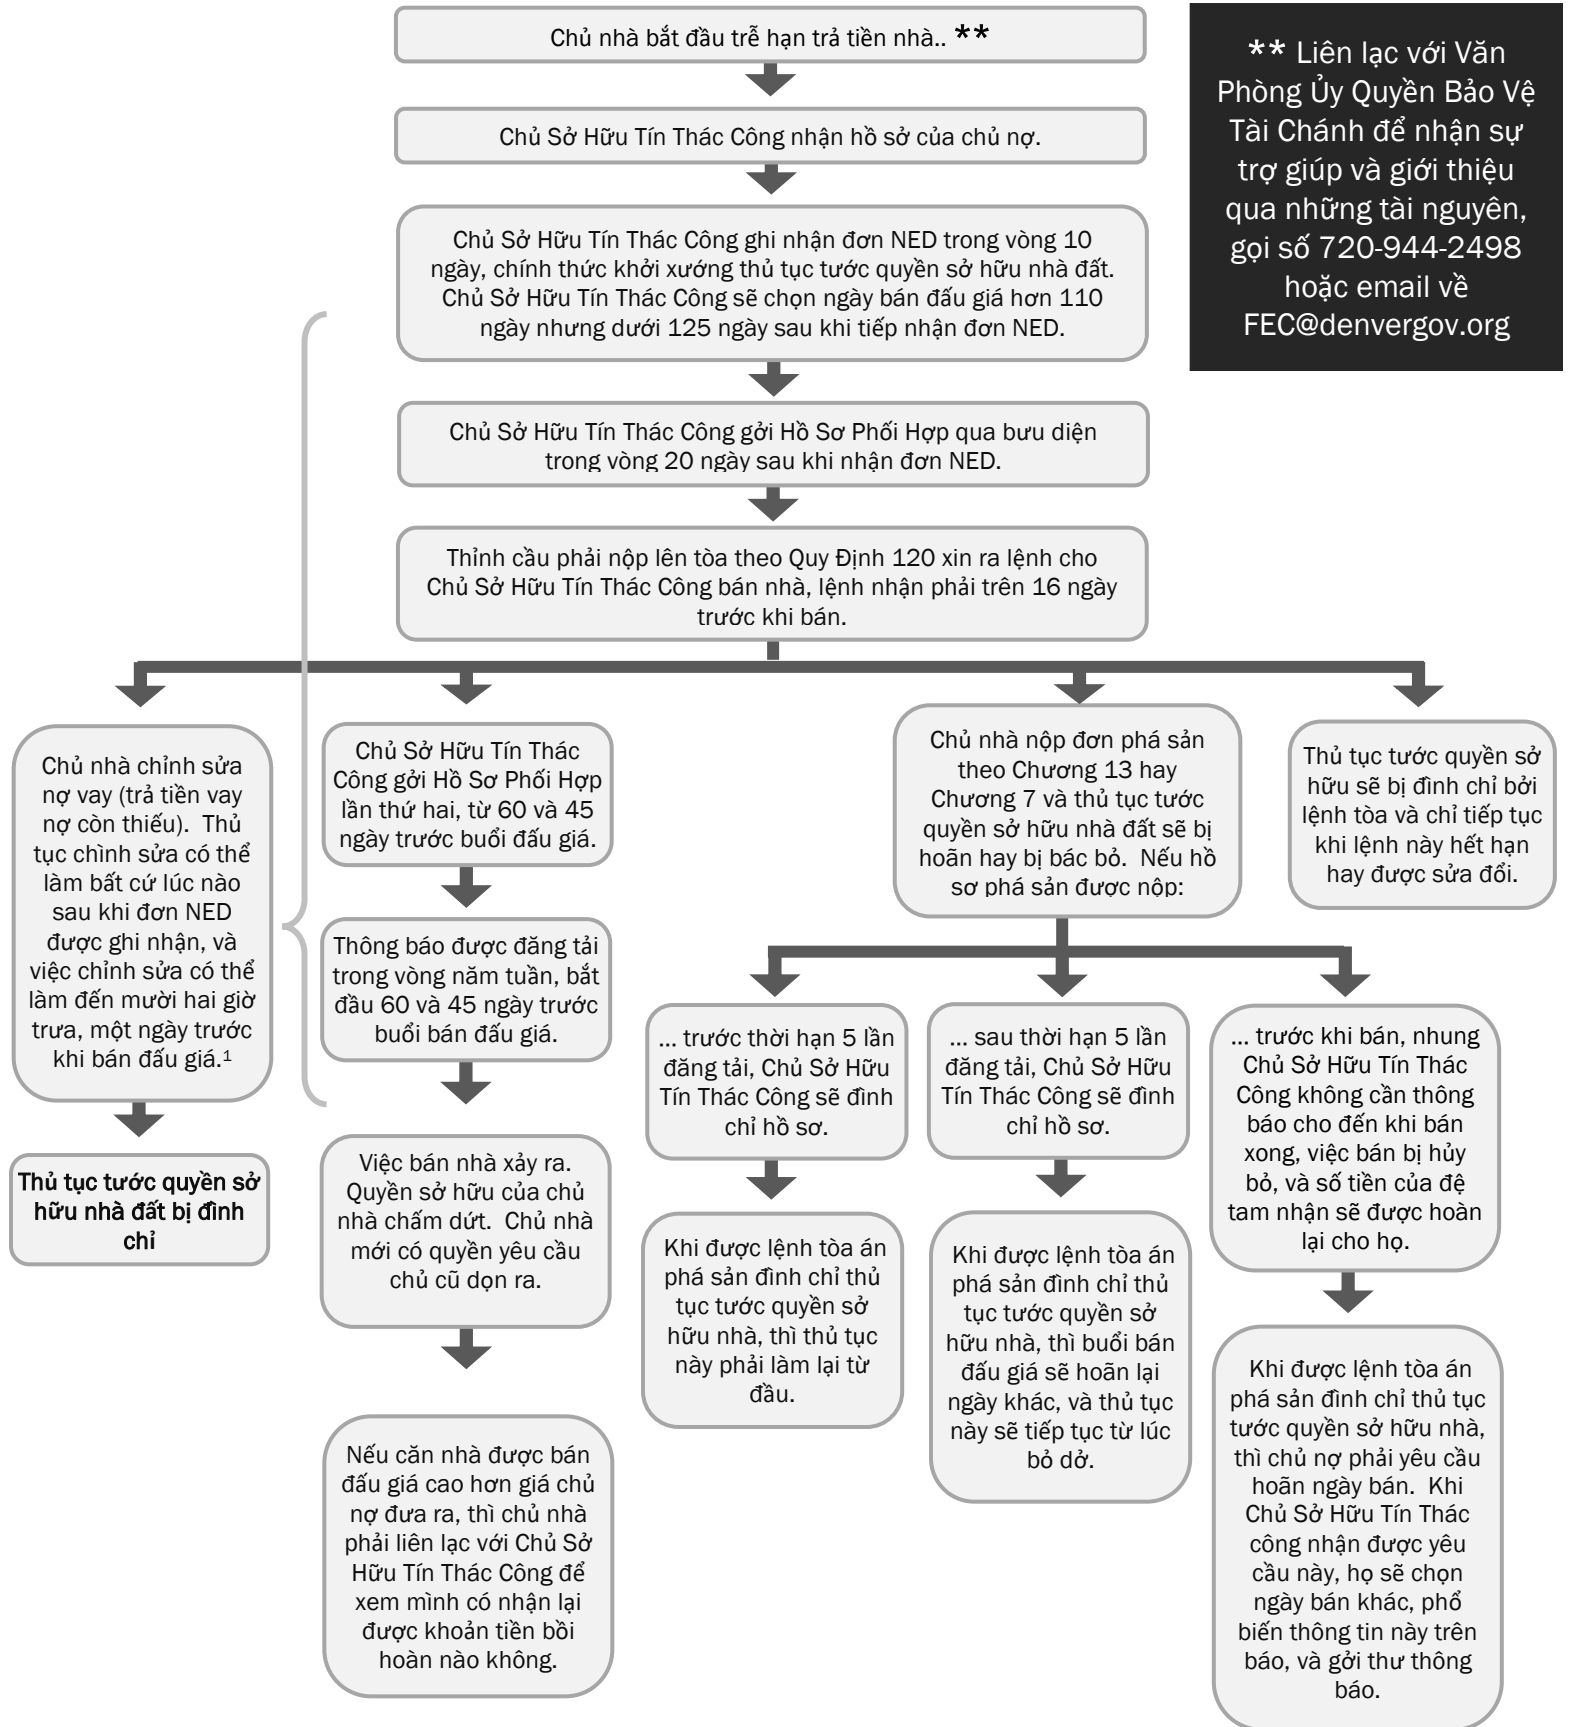 Chủ nhà bắt đầu trễ hạn trả tiền nhà.. **
** Liên lạc với Văn
Phòng Ủy Quyền Bảo Vệ
Tài Chánh để nhận sự
trợ giúp và giới thiệu
qua những tài nguyên,
gọi số 720-944-2498
hoặc email về
FEC@denvergov.org
Chủ Sở Hữu Tín Thác Công nhận hồ sở của chủ nợ.
Chủ Sở Hữu Tín Thác Công ghi nhận đơn NED trong vòng 10
ngày, chính thức khởi xướng thủ tục tước quyền sở hữu nhà đất.
Chủ Sở Hữu Tín Thác Công sẽ chọn ngày bán đấu giá hơn 110
ngày nhưng dưới 125 ngày sau khi tiếp nhận đơn NED.
Chủ Sở Hữu Tín Thác Công gởi Hồ Sơ Phối Hợp qua bưu diện
trong vòng 20 ngày sau khi nhận đơn NED.
Thỉnh cầu phải nộp lên tòa theo Quy Định 120 xin ra lệnh cho
Chủ Sở Hữu Tín Thác Công bán nhà, lệnh nhận phải trên 16 ngày
trước khi bán.
Chủ nhà chỉnh sửa
nợ vay (trả tiền vay
nợ còn thiếu). Thủ
tục chình sửa có thể
làm bất cứ lúc nào
sau khi đơn NED
được ghi nhận, và
việc chỉnh sửa có thể
làm đến mười hai giờ
trưa, một ngày trước
khi bán đấu giá.1
Thủ tục tước quyền sở
hữu nhà đất bị đình
chỉ
Chủ Sở Hữu Tín Thác
Công gởi Hồ Sơ Phối Hợp
lần thứ hai, từ 60 và 45
ngày trước buổi đấu giá.
Thông báo được đăng tải
trong vòng năm tuần, bắt
đầu 60 và 45 ngày trước
buổi bán đấu giá.
Việc bán nhà xảy ra.
Quyền sở hữu của chủ
nhà chấm dứt. Chủ nhà
mới có quyền yêu cầu
chủ cũ dọn ra.
Nếu căn nhà được bán
đấu giá cao hơn giá chủ
nợ đưa ra, thì chủ nhà
phải liên lạc với Chủ Sở
Hữu Tín Thác Công để
xem mình có nhận lại
được khoản tiền bồi
hoàn nào không.
Chủ nhà nộp đơn phá sản
theo Chương 13 hay
Chương 7 và thủ tục tước
quyền sở hữu nhà đất sẽ bị
hoãn hay bị bác bỏ. Nếu hồ
sơ phá sản được nộp:
... trước thời hạn 5 lần
đăng tải, Chủ Sở Hữu
Tín Thác Công sẽ đình
chỉ hồ sơ.
Khi được lệnh tòa án
phá sản đình chỉ thủ
tục tước quyền sở
hữu nhà, thì thủ tục
này phải làm lại từ
đầu.
... sau thời hạn 5 lần
đăng tải, Chủ Sở Hữu
Tín Thác Công sẽ đình
chỉ hồ sơ.
Khi được lệnh tòa án
phá sản đình chỉ thủ
tục tước quyền sở
hữu nhà, thì buổi bán
đấu giá sẽ hoãn lại
ngày khác, và thủ tục
này sẽ tiếp tục từ lúc
bỏ dở.
... trước khi bán, nhung
Chủ Sở Hữu Tín Thác
Công không cần thông
báo cho đến khi bán
xong, việc bán bị hủy
bỏ, và số tiền của đệ
tam nhận sẽ được hoàn
lại cho họ.
Khi được lệnh tòa án
phá sản đình chỉ thủ tục
tước quyền sở hữu nhà,
thì chủ nợ phải yêu cầu
hoãn ngày bán. Khi
Chủ Sở Hữu Tín Thác
công nhận được yêu
cầu này, họ sẽ chọn
ngày bán khác, phổ
biến thông tin này trên
báo, và gởi thư thông
báo.
Thủ tục tước quyền sở
hữu sẽ bị đình chỉ bởi
lệnh tòa và chỉ tiếp tục
khi lệnh này hết hạn
hay được sửa đổi.